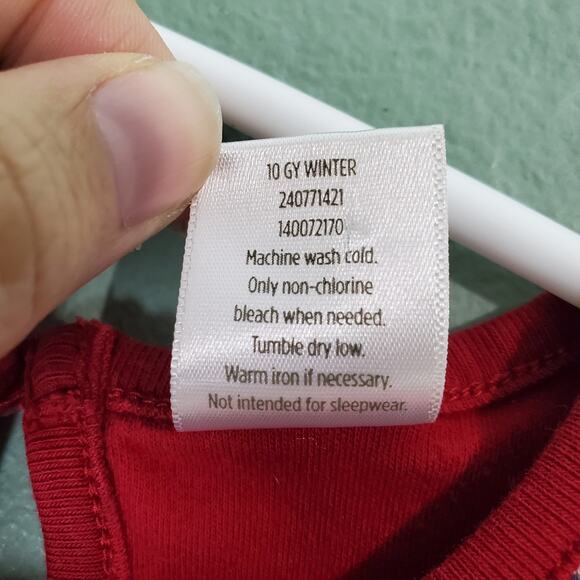 10 GY WINTER
240771421
140072170
Machine wash cold.
Only non-chlorine
bleach when needed.
Tumble dry low.
Warm iron if necessary.
Not intended for sleepwear.